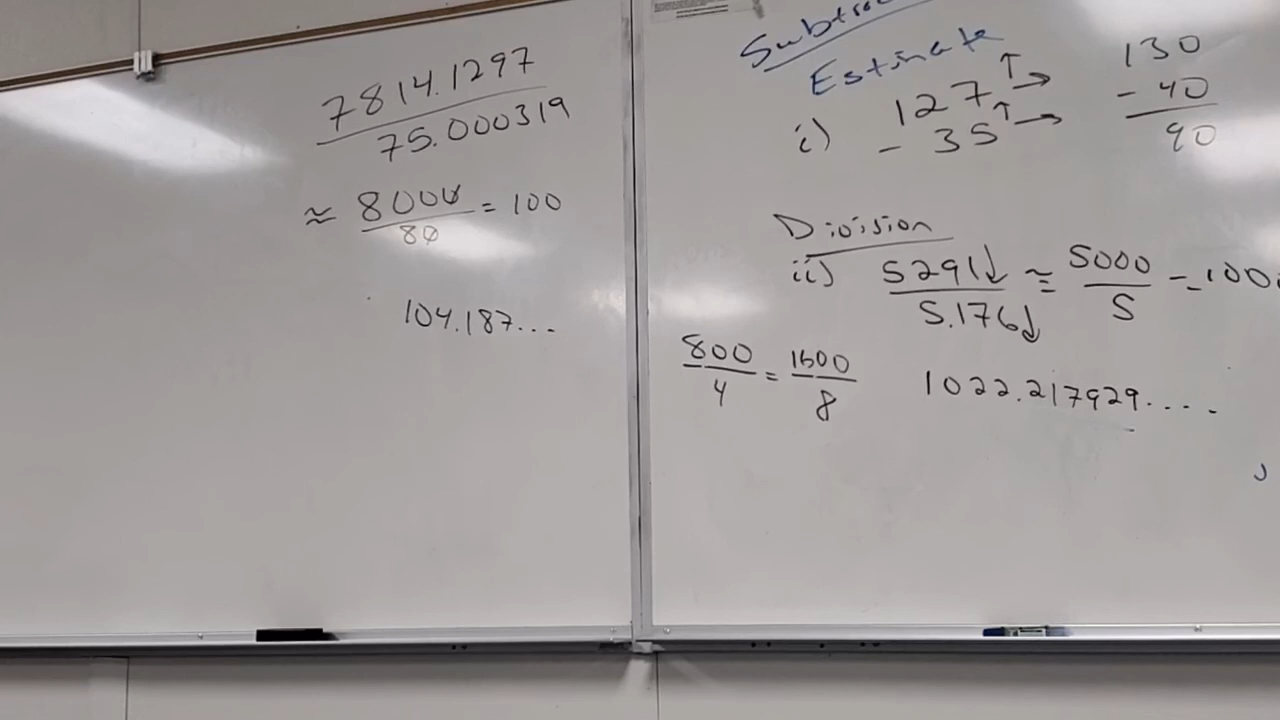 7814.1297
75.000319
≈ 8000 = 100
80
104.187...
Estimate
i) 127 ↑ → 130
- 35 ↑ → - 40
90
Division
ii) 5291↓ ≈ 5000 = 100
5.176↓ 5
800 = 1600
4 8
1022.217929....